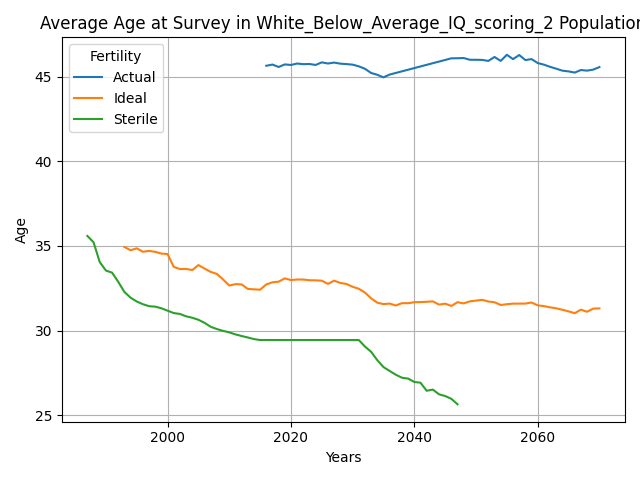 Average Age at Survey in White_Below_Average_IQ_scoring_2 Population
Fertility
Actual
Ideal
Sterile
45
40
35
30
25
Age
2000
2020
2040
2060
Years